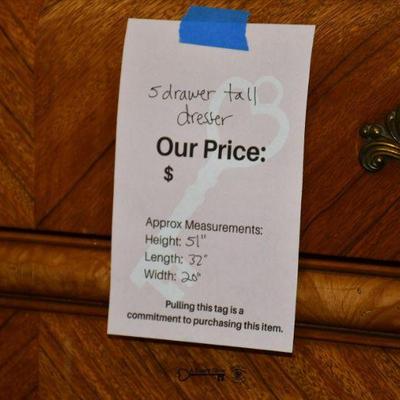 5 drawer tall
dresser
Our Price:
$
Approx Measurements:
Height: 51"
Length: 32"
Width: 20"
Pulling this tag is a
commitment to purchasing this item.